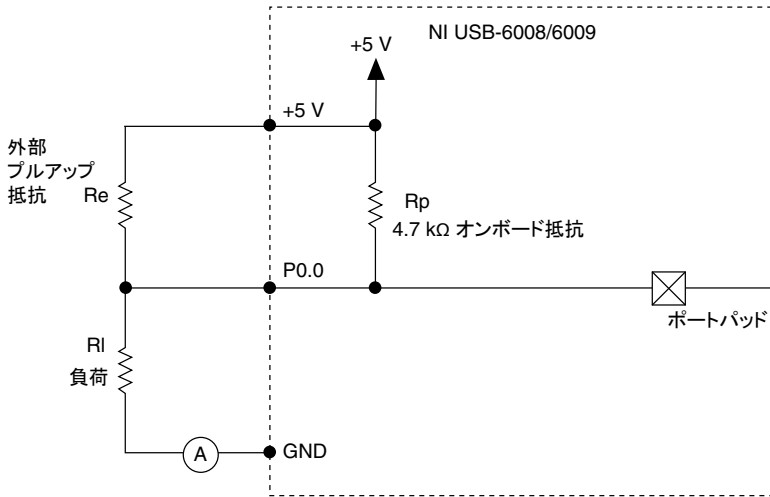 NI USB-6008/6009
+5 V
+5 V
外部
プルアップ
抵抗
Re
Rp
4.7 kΩ オンボード抵抗
P0.0
ポートパッド
Rl
負荷
A
GND